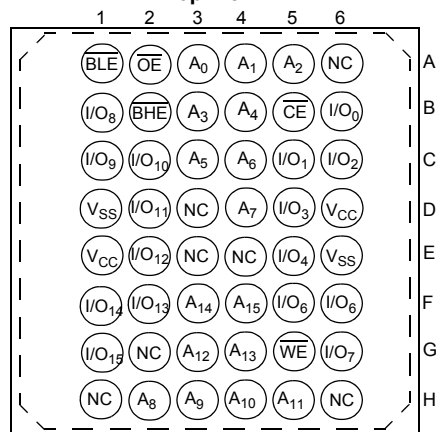 1 2 3 4 5 6
BLE OE A0 A1 A2 NC A
I/O8 BHE A3 A4 CE I/O0 B
I/O9 I/O10 A5 A6 I/O1 I/O2 C
VSS I/O11 NC A7 I/O3 VCC D
VCC I/O12 NC NC I/O4 VSS E
I/O14 I/O13 A14 A15 I/O6 I/O6 F
I/O15 NC A12 A13 WE I/O7 G
NC A8 A9 A10 A11 NC H